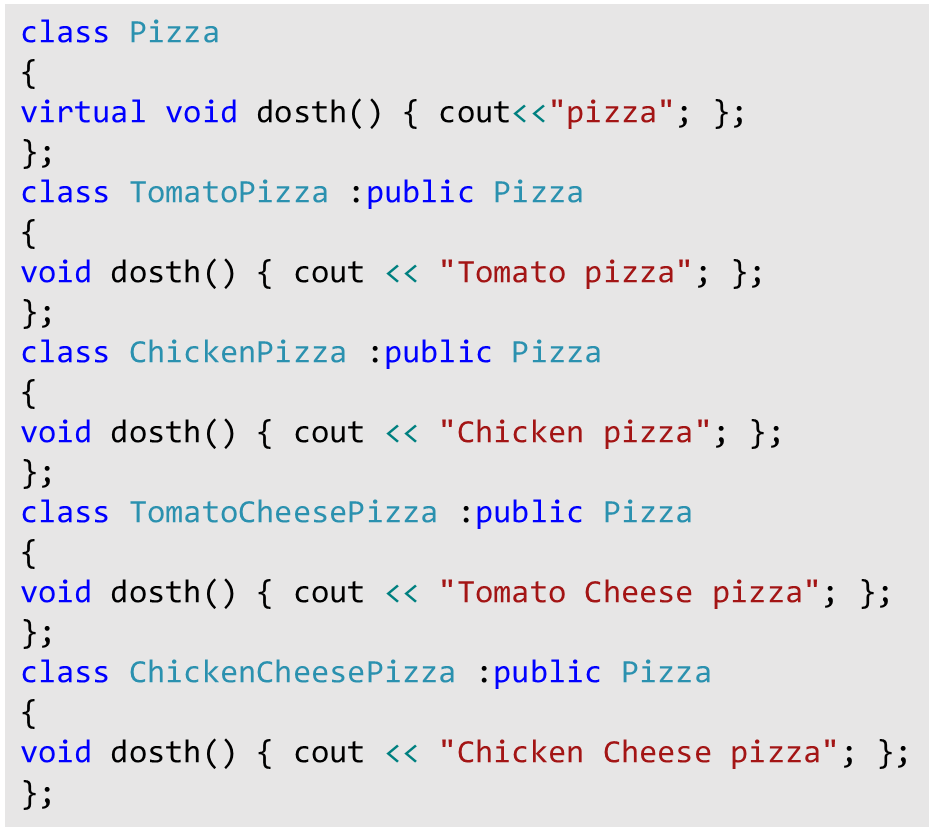 class Pizza
{
virtual void dosth() { cout<<"pizza"; };
};
class TomatoPizza :public Pizza
{
void dosth() { cout << "Tomato pizza"; };
};
class ChickenPizza :public Pizza
{
void dosth() { cout << "Chicken pizza"; };
};
class TomatoCheesePizza :public Pizza
{
void dosth() { cout << "Tomato Cheese pizza"; };
};
class ChickenCheesePizza :public Pizza
{
void dosth() { cout << "Chicken Cheese pizza"; };
};